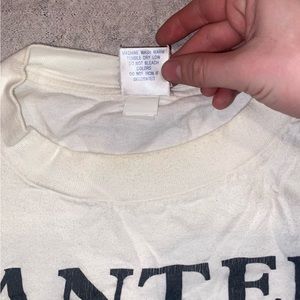 MACHINE WASH WARM
TUMBLE DRY LOW
DO NOT BLEACH
COLORS
DO NOT IRON IF
DECORATED
ANTE